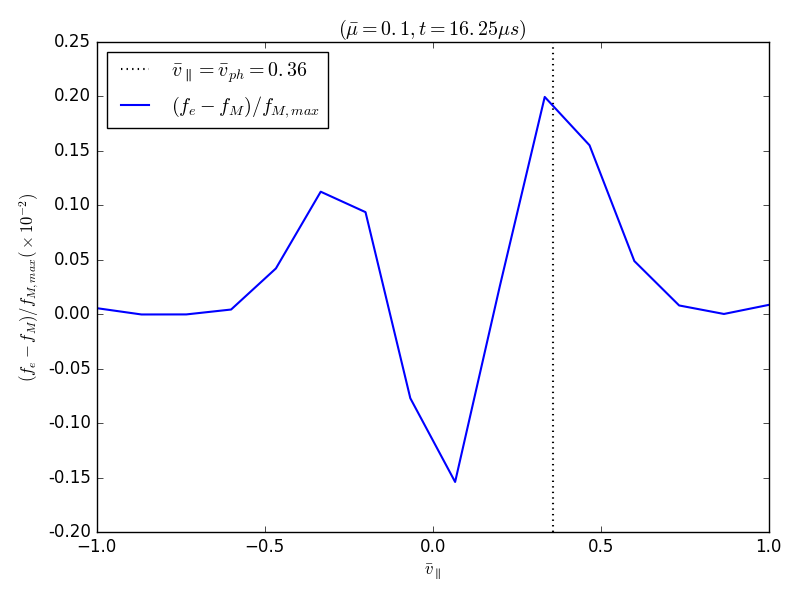 (μ̄ = 0.1, t = 16.25μs)
v̄∥ = v̄ph = 0.36
(fe − fM)/fM,max
0.25
0.20
0.15
0.10
0.05
0.00
-0.05
-0.10
-0.15
-0.20
(fe − fM)/fM,max(×10⁻²)
−1.0 −0.5 0.0 0.5 1.0
v̄∥